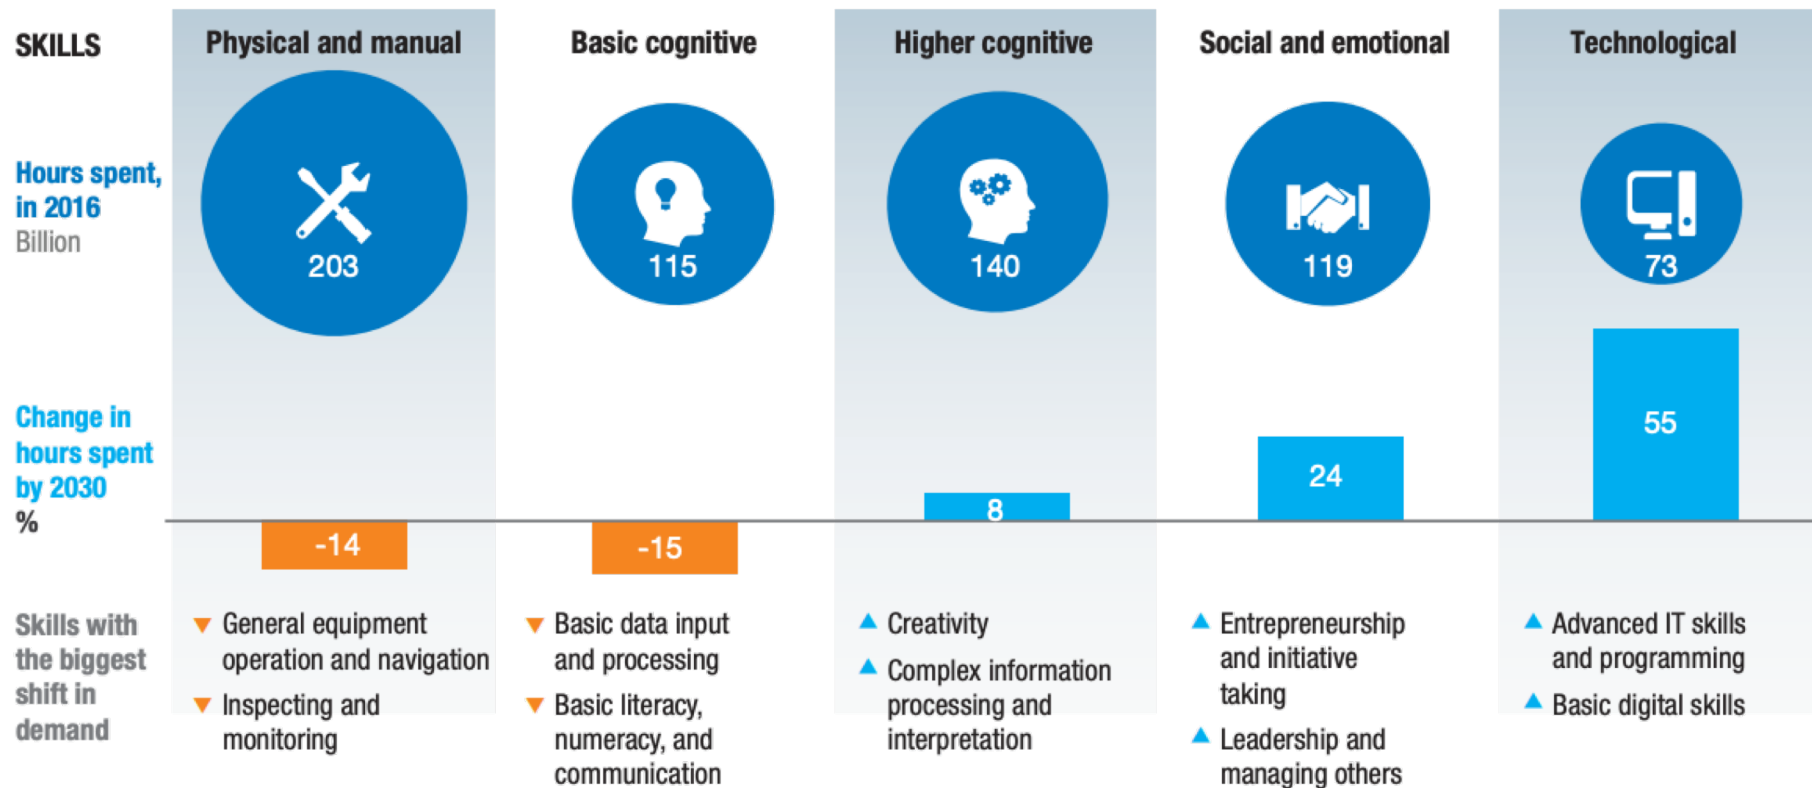 SKILLS
Physical and manual
Basic cognitive
Higher cognitive
Social and emotional
Technological
Hours spent,
in 2016
Billion
203
115
140
119
73
Change in
hours spent
by 2030
%
-14
-15
8
24
55
Skills with
the biggest
shift in
demand
General equipment
operation and navigation
Inspecting and
monitoring
Basic data input
and processing
Basic literacy,
numeracy, and
communication
Creativity
Complex information
processing and
interpretation
Entrepreneurship
and initiative
taking
Leadership and
managing others
Advanced IT skills
and programming
Basic digital skills